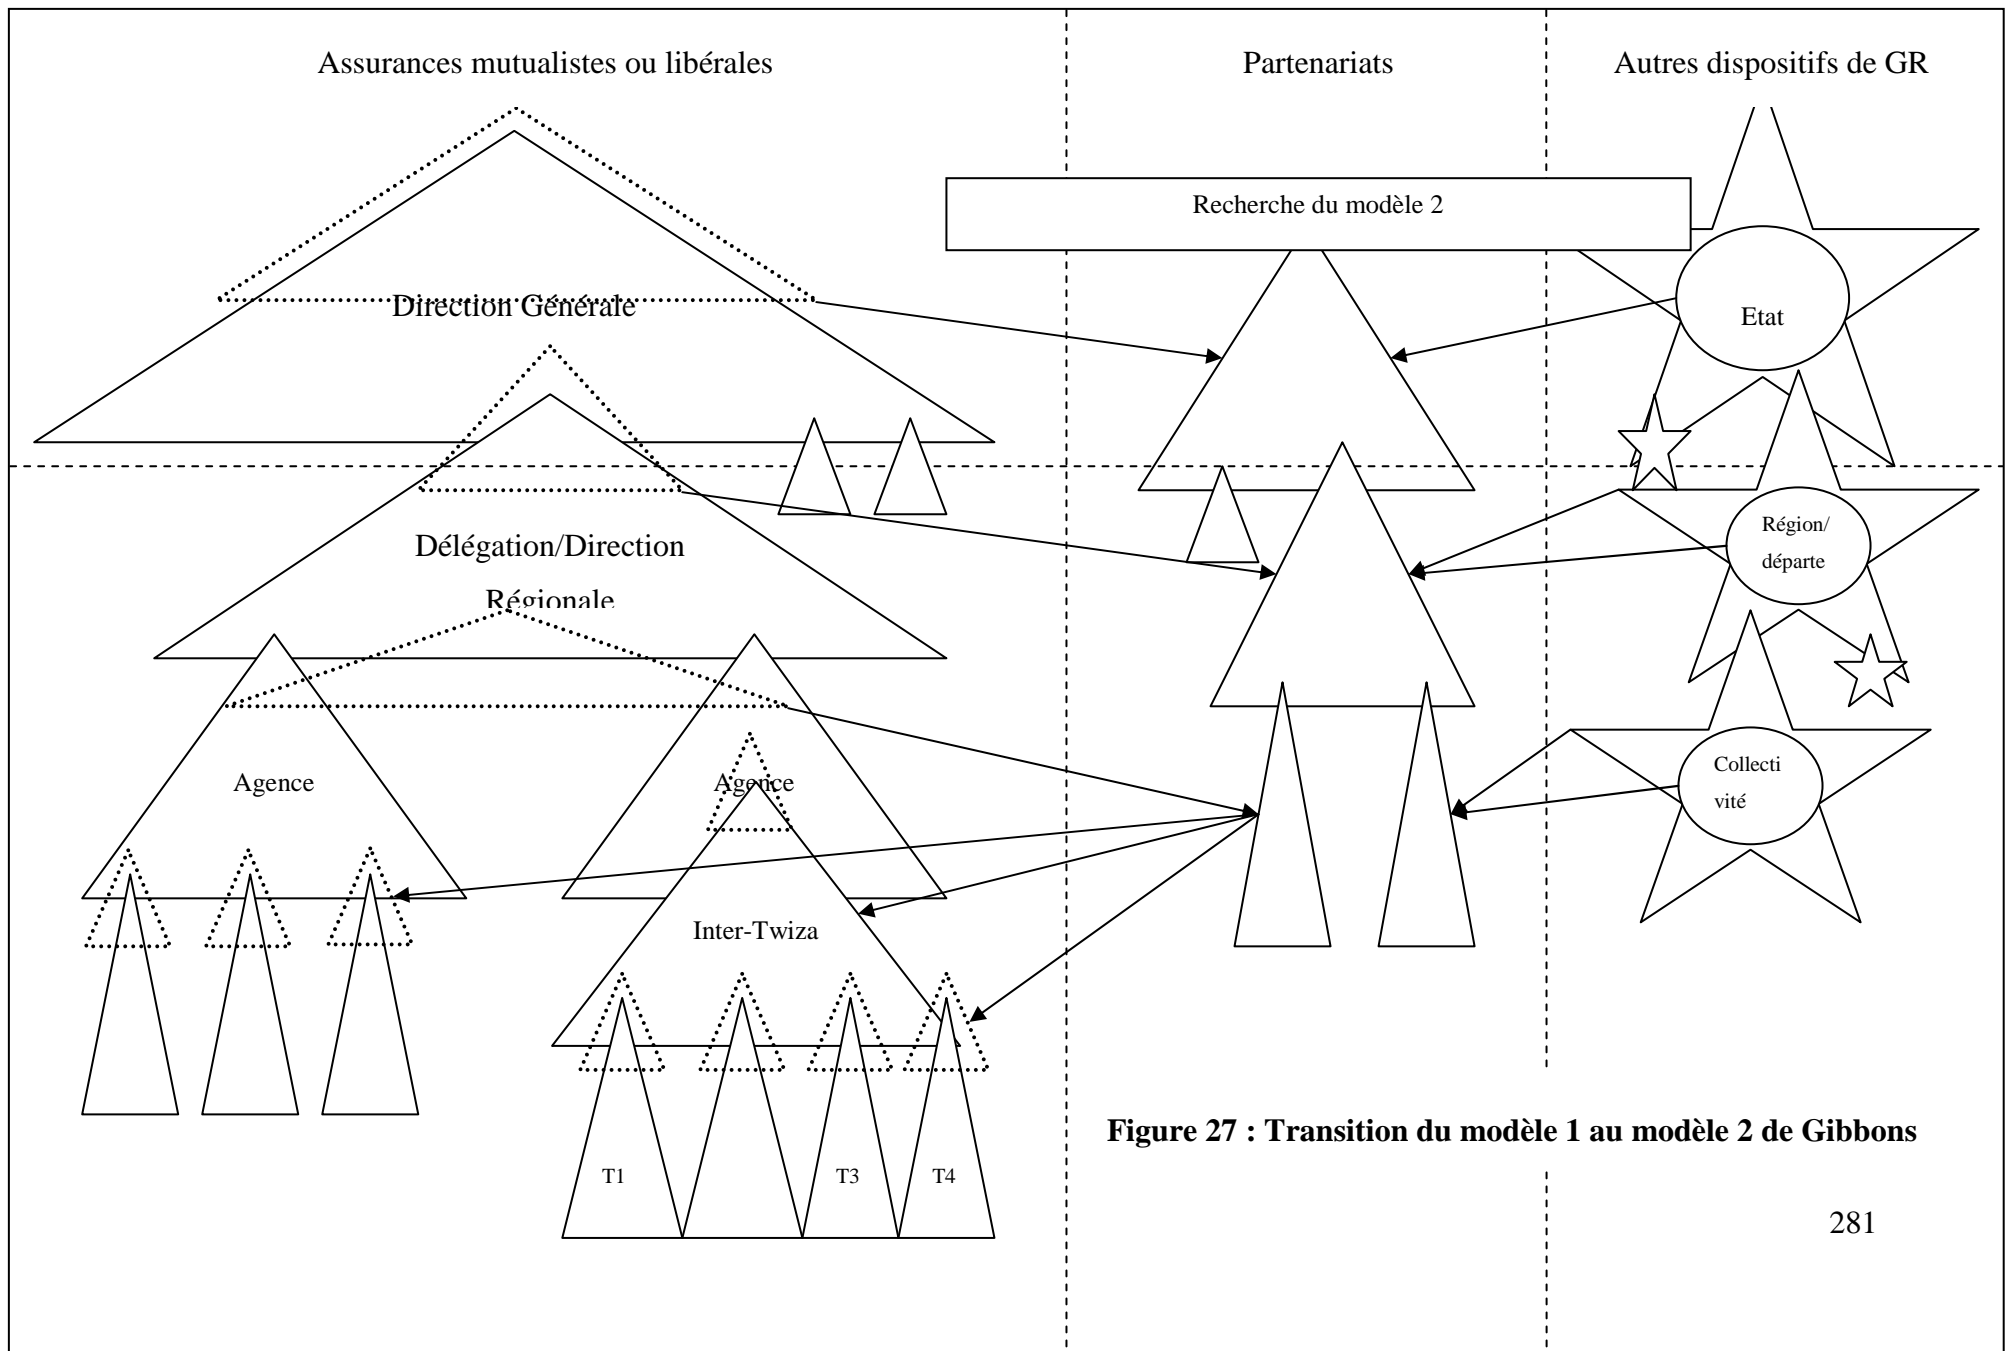 Assurances mutualistes ou libérales
Partenariats
Autres dispositifs de GR
Recherche du modèle 2
Direction Générale
Etat
Délégation/Direction
Régionale
Région/
départe
Agence
Agence
Collecti
vité
Inter-Twiza
T1
T3
T4
Figure 27 : Transition du modèle 1 au modèle 2 de Gibbons
281